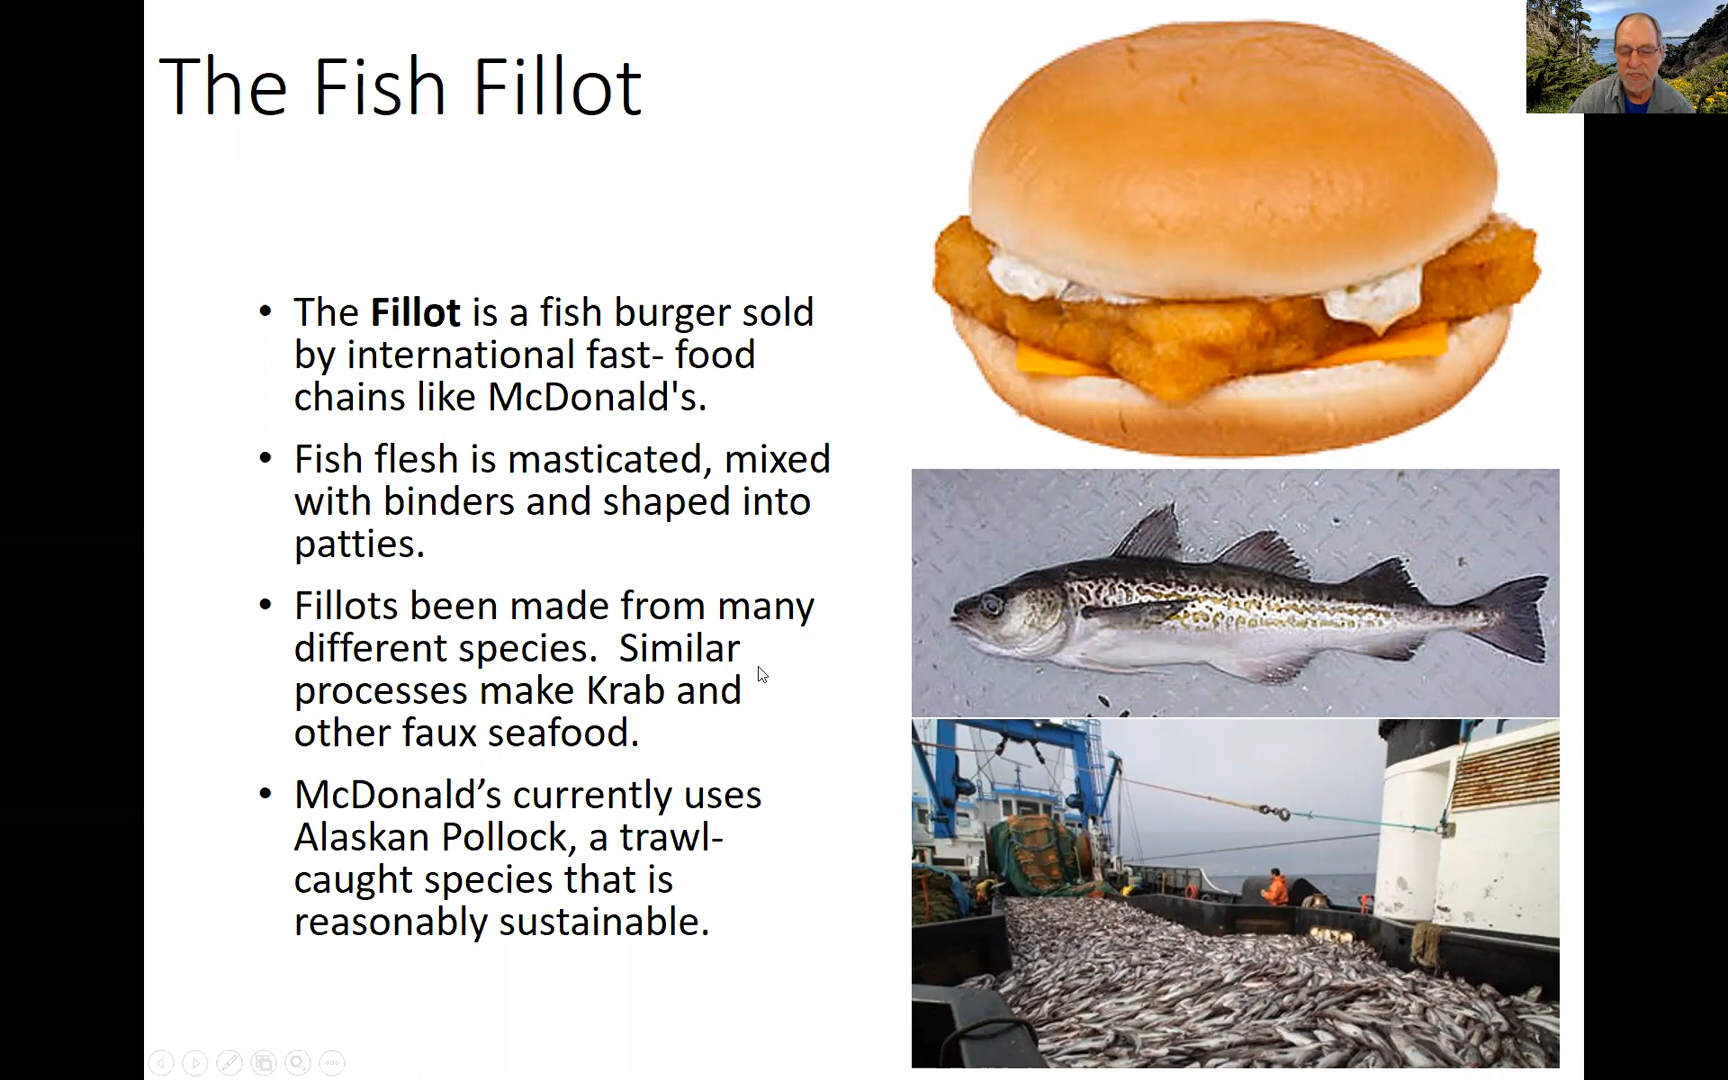 The Fish Fillot
• The Fillot is a fish burger sold
by international fast- food
chains like McDonald's.
• Fish flesh is masticated, mixed
with binders and shaped into
patties.
• Fillots been made from many
different species.  Similar
processes make Krab and
other faux seafood.
• McDonald’s currently uses
Alaskan Pollock, a trawl-
caught species that is
reasonably sustainable.